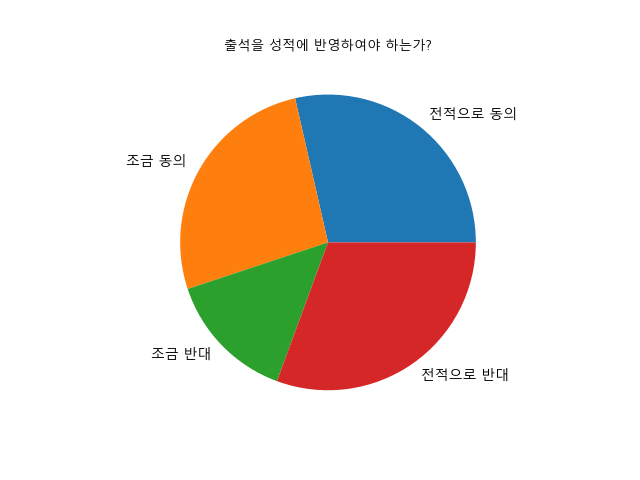 출석을 성적에 반영하여야 하는가?
전적으로 동의
조금 동의
조금 반대
전적으로 반대